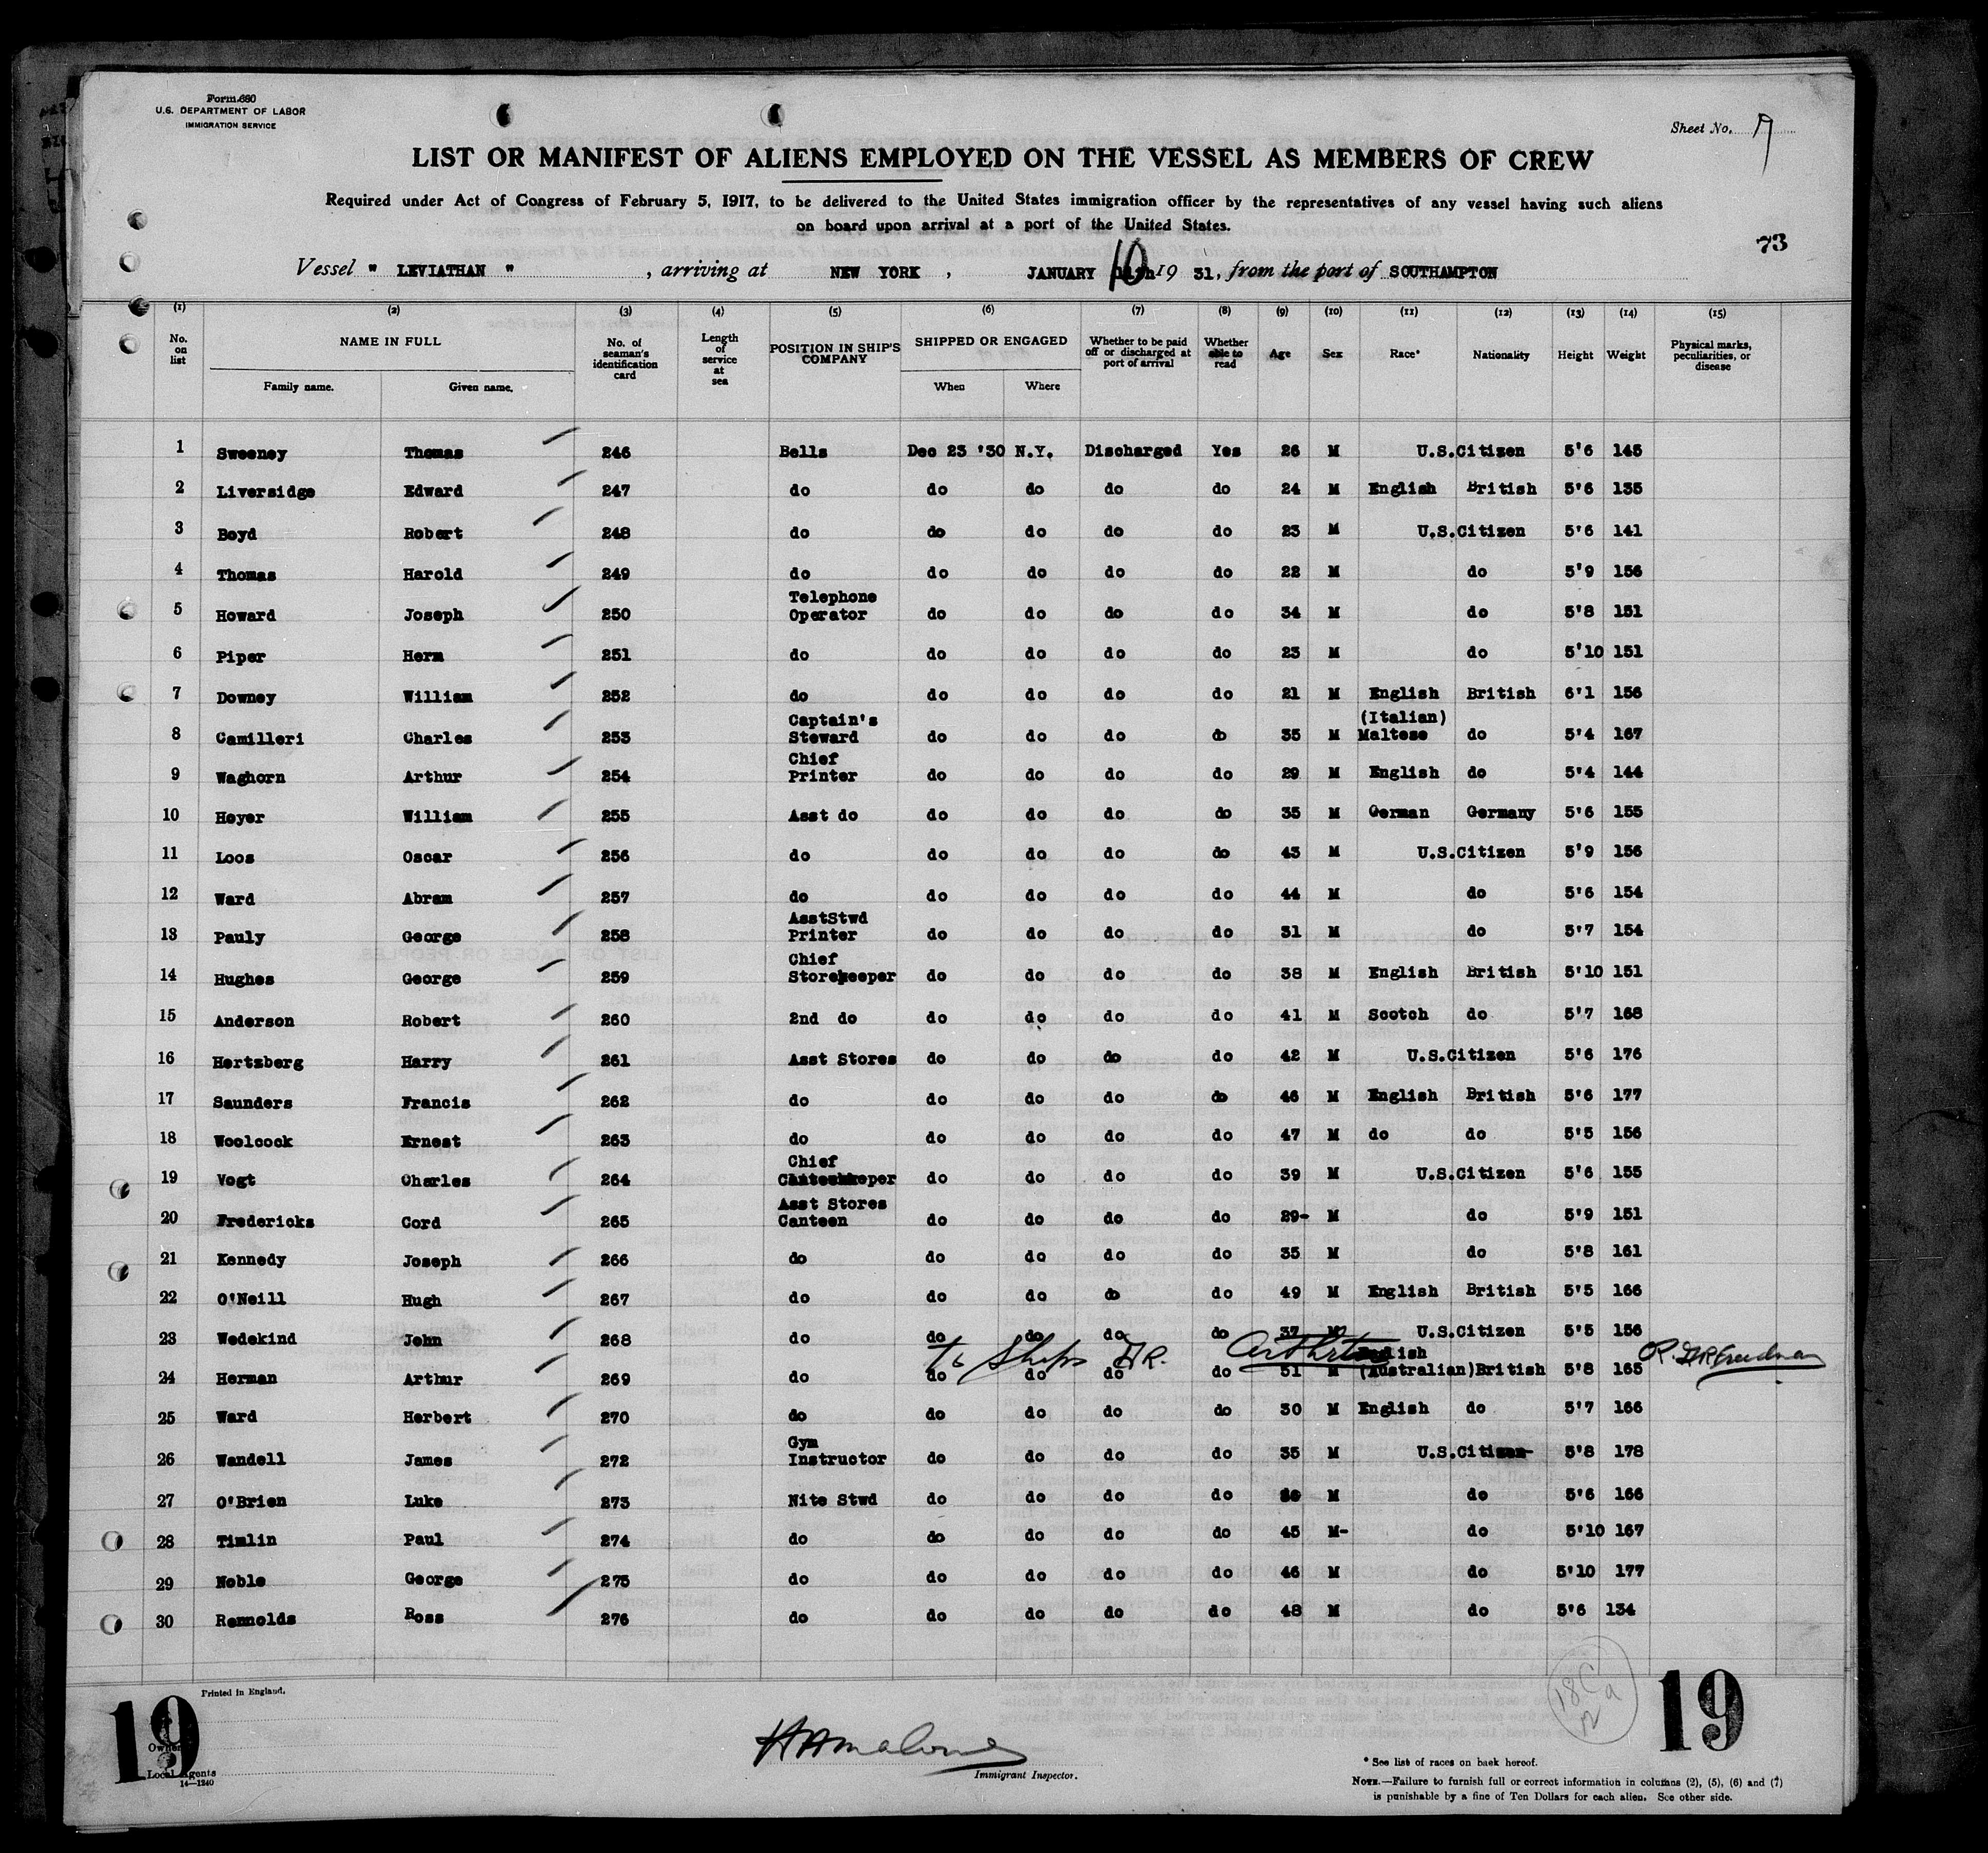 Form 680
U.S. DEPARTMENT OF LABOR
IMMIGRATION SERVICE
Sheet No.
LIST OR MANIFEST OF ALIENS EMPLOYED ON THE VESSEL AS MEMBERS OF CREW
Required under Act of Congress of February 5, 1917, to be delivered to the United States immigration officer by the representatives of any vessel having such aliens
on board upon arrival at a port of the United States.
73
Vessel " LEVIATHAN ", arriving at NEW YORK, JANUARY 10 19 31, from the port of SOUTHAMPTON
(1) (2) (3) (4) (5) (6) (7) (8) (9) (10) (11) (12) (13) (14) (15)
No. on list NAME IN FULL Family name. Given name. No. of seaman's identification card Length of service at sea POSITION IN SHIP'S COMPANY SHIPPED OR ENGAGED When Where Whether to be paid off or discharged at port of arrival Whether able to read Age Sex Race* Nationality Height Weight Physical marks, peculiarities, or disease
1 Sweeney Thomas 246 Bells Dec 23 '30 N.Y. Discharged Yes 26 M U.S.Citizen 5'6 145
2 Liversidge Edward 247 do do do do do 24 M English British 5'6 135
3 Boyd Robert 248 do do do do do 23 M U.S.Citizen 5'6 141
4 Thomas Harold 249 do do do do do 22 M do 5'9 156
5 Howard Joseph 250 Telephone Operator do do do do 34 M do 5'8 151
6 Piper Herm 251 do do do do do 23 M do 5'10 151
7 Downey William 252 do do do do do 21 M English British 6'1 156
8 Camilleri Charles 253 Captain's Steward do do do do 35 M (Italian) Maltese do 5'4 167
9 Waghorn Arthur 254 Chief Printer do do do do 29 M English do 5'4 144
10 Heyer William 255 Asst do do do do do 35 M German Germany 5'6 155
11 Loos Oscar 256 do do do do do 43 M U.S.Citizen 5'9 156
12 Ward Abram 257 do do do do do 44 M do 5'6 154
13 Pauly George 258 AsstStwd Printer do do do do 31 M do 5'7 154
14 Hughes George 259 Chief Storekeeper do do do do 38 M English British 5'10 151
15 Anderson Robert 260 2nd do do do do do 41 M Scotch do 5'7 168
16 Hertzberg Harry 261 Asst Stores do do do do 42 M U.S.Citizen 5'6 176
17 Saunders Francis 262 do do do do do 46 M English British 5'6 177
18 Woolcock Ernest 263 do do do do do 47 M do do 5'5 156
19 Vogt Charles 264 Chief do do do do 39 M U.S.Citizen 5'6 155
20 Fredericks Cord 265 Asst Stores Canteen do do do do 29- M do 5'9 151
21 Kennedy Joseph 266 do do do do do 35 M do 5'8 161
22 O'Neill Hugh 267 do do do do do 49 M English British 5'5 166
23 Wedekind John 268 do do do do do 37 M U.S.Citizen 5'5 156
to Ships
24 Herman Arthur 269 do do do do do 51 M English (Australian) British 5'8 165
25 Ward Herbert 270 do do do do do 30 M English do 5'7 166
26 Wandell James 272 Gym Instructor do do do do 35 M U.S.Citizen 5'8 178
27 O'Brien Luke 273 Nite Stwd do do do do M do 5'6 166
28 Timlin Paul 274 do do do do do 45 M- do 5'10 167
29 Noble George 275 do do do do do 46 M do 5'10 177
30 Rennolds Ross 276 do do do do do 48 M do 5'6 134
19
Printed in England.
Owner
Local Agents
14-1240
Immigrant Inspector.
19
* See list of races on back hereof.
NOTE.—Failure to furnish full or correct information in columns (2), (5), (6) and (7)
is punishable by a fine of Ten Dollars for each alien. See other side.